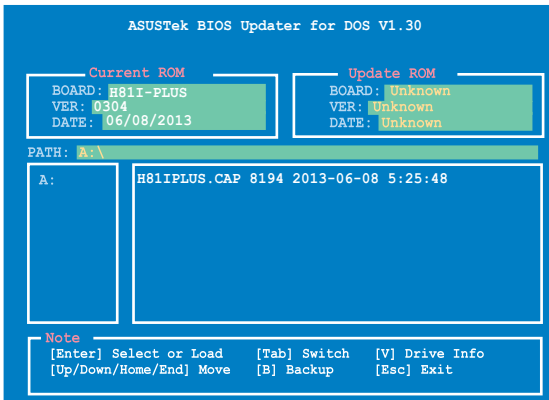 ASUSTek BIOS Updater for DOS V1.30
Current ROM
BOARD: H81I-PLUS
VER: 0304
DATE: 06/08/2013
Update ROM
BOARD: Unknown
VER: Unknown
DATE: Unknown
PATH: A:\
A:
H81IPLUS.CAP 8194 2013-06-08 5:25:48
Note
[Enter] Select or Load [Tab] Switch [V] Drive Info
[Up/Down/Home/End] Move [B] Backup [Esc] Exit